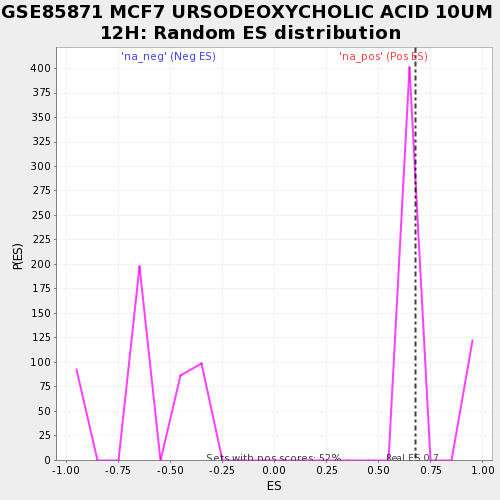 GSE85871 MCF7 URSODEOXYCHOLIC ACID 10UM
12H: Random ES distribution
'na_neg' (Neg ES)
'na_pos' (Pos ES)
400
375
350
325
300
275
250
225
200
175
150
125
100
75
50
25
0
P(ES)
Sets with pos scores: 52%
Real ES 0.7
-1.00 -0.75 -0.50 -0.25 0.00 0.25 0.50 0.75 1.00
ES